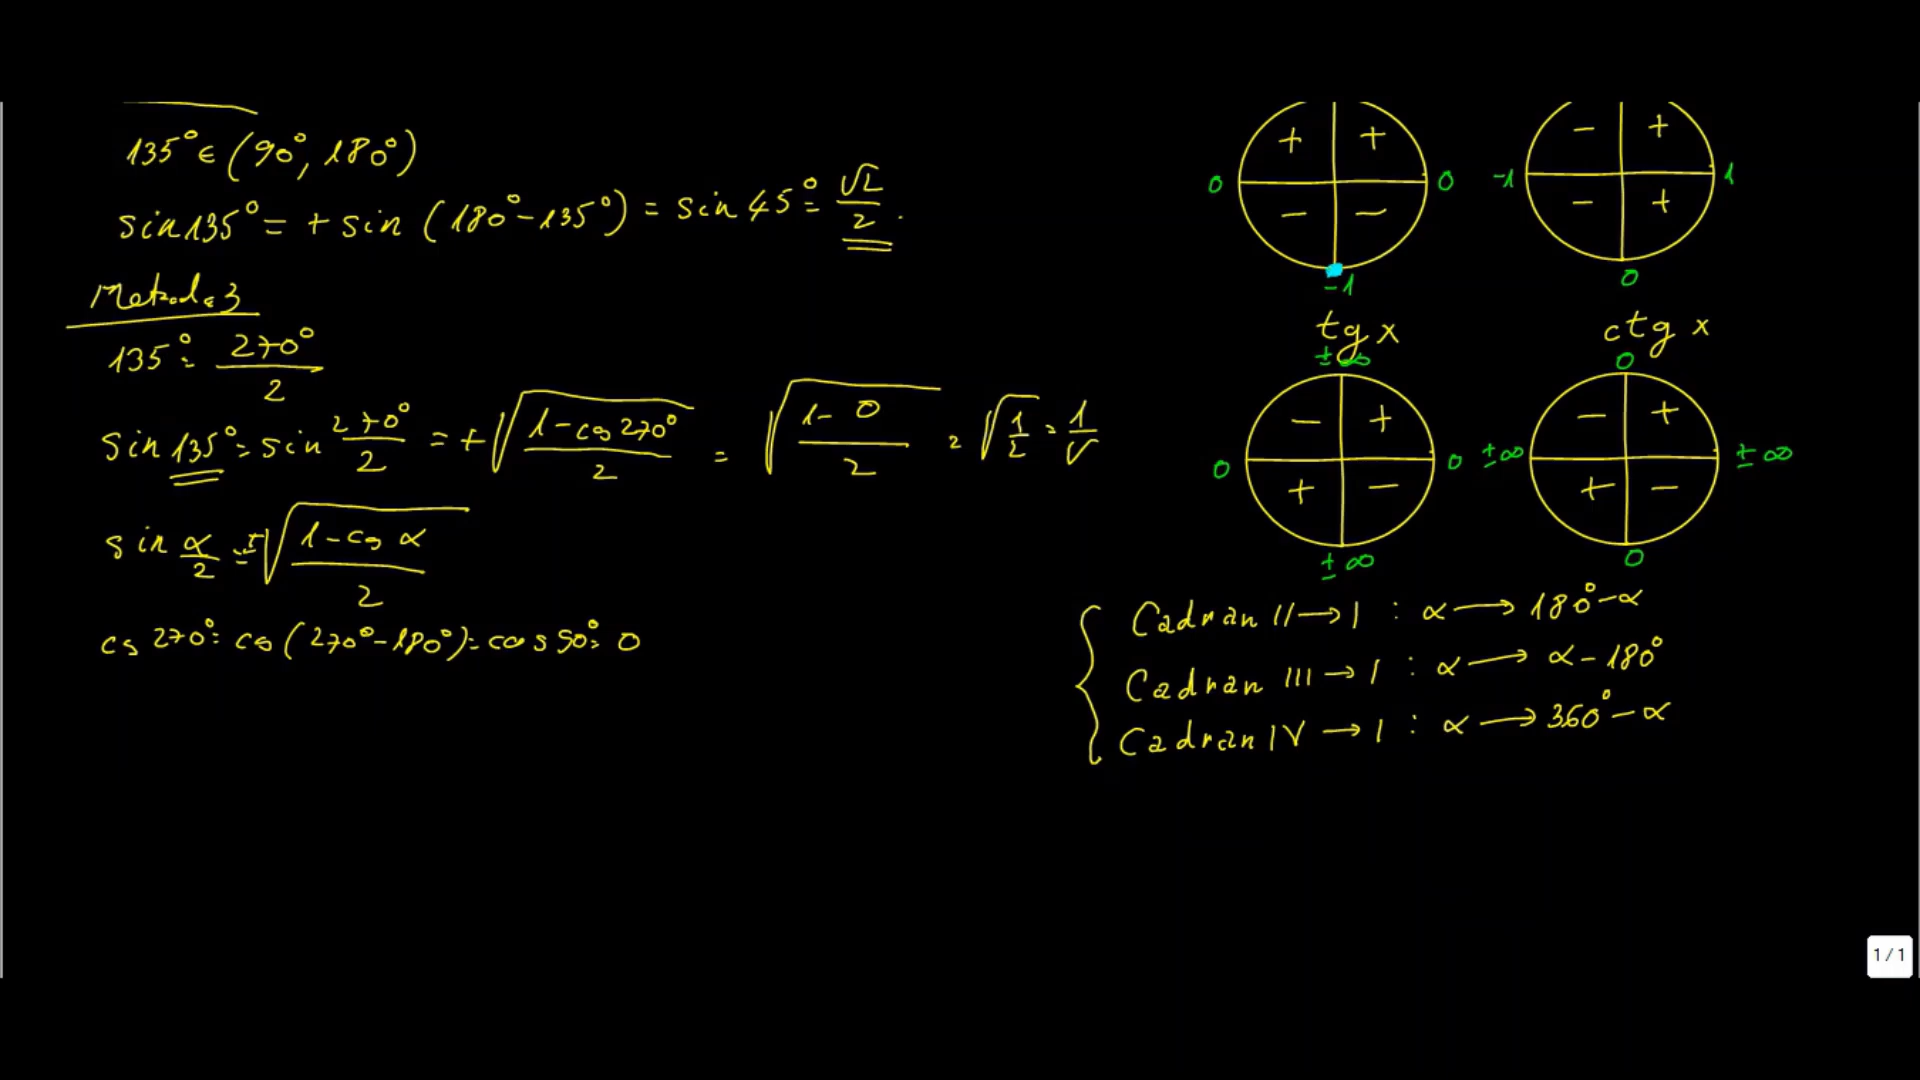 135° ∈ (90°, 180°)
sin 135° = + sin (180° - 135°) = sin 45° = √2/2.
Metoda 3
135° = 270°/2
sin 135° = sin 270°/2 = + √((1 - cos 270°)/2) = √((1 - 0)/2) = √(1/2) = 1/√
sin α/2 = ± √((1 - cos α)/2)
cos 270° = cos (270° - 180°) = cos 90° = 0
+ +
0 0
- -
-1
- +
-1 1
- +
0
tg x
± ∞
- +
0 0
+ -
± ∞
ctg x
0
- +
± ∞ ± ∞
+ -
0
Cadran II → I : α → 180° - α
Cadran III → I : α → α - 180°
Cadran IV → I : α → 360° - α
1 / 1